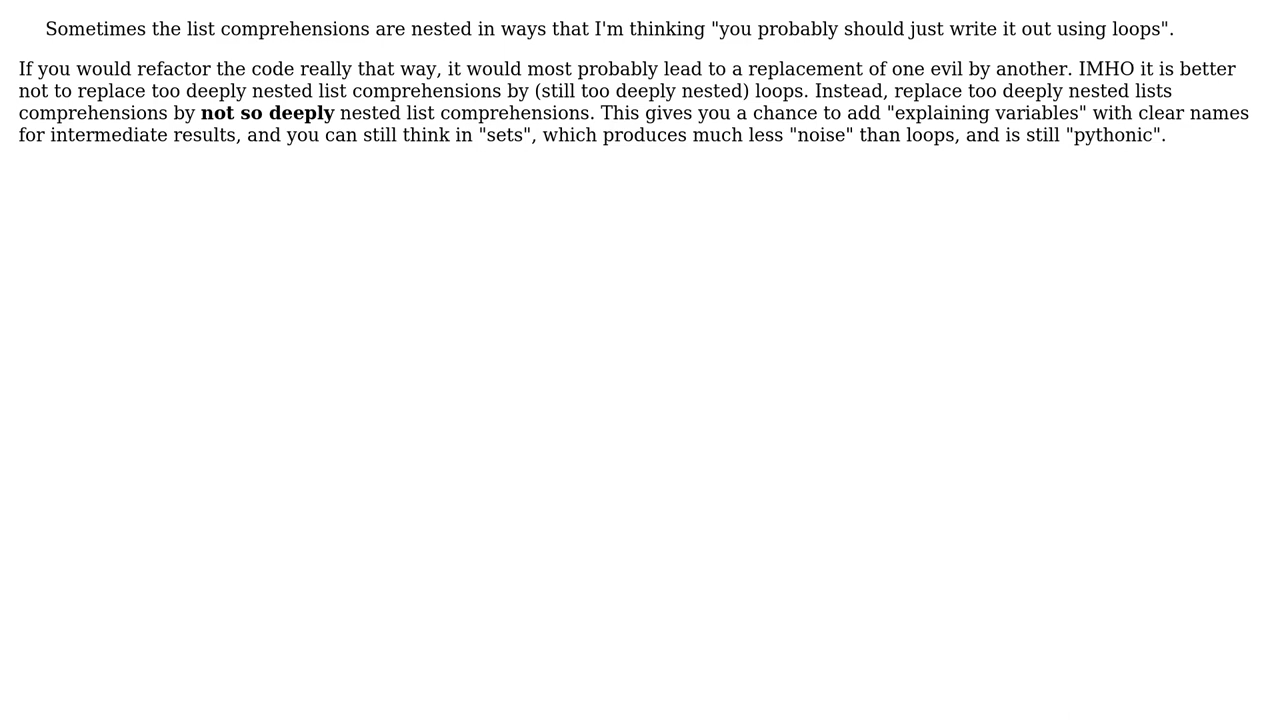 Sometimes the list comprehensions are nested in ways that I'm thinking "you probably should just write it out using loops".
If you would refactor the code really that way, it would most probably lead to a replacement of one evil by another. IMHO it is better
not to replace too deeply nested list comprehensions by (still too deeply nested) loops. Instead, replace too deeply nested lists
comprehensions by not so deeply nested list comprehensions. This gives you a chance to add "explaining variables" with clear names
for intermediate results, and you can still think in "sets", which produces much less "noise" than loops, and is still "pythonic".